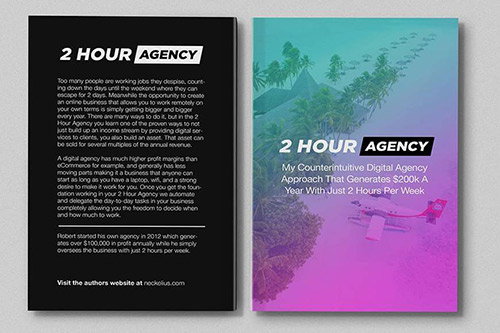 2 HOUR AGENCY
Too many people are working jobs they despise, count-
ing down the days until the weekend where they can
escape for 2 days. Meanwhile the opportunity to create
an online business that allows you to work remotely on
your own terms is simply getting bigger and bigger
every year. There are many ways to do it, but in the 2
Hour Agency you learn one of the proven ways to not
just build up an income stream by providing digital serv-
ices to clients, you also build an asset. That asset can
be sold for several multiples of the annual revenue.
A digital agency has much higher profit margins than
eCommerce for example, and generally has less
moving parts making it a business that anyone can
start as long as you have a laptop, wifi, and a strong
desire to make it work for you. Once you get the foun-
dation working in your 2 Hour Agency we automate
and delegate the day-to-day tasks in your business
completely allowing you the freedom to decide when
and how much to work.
Robert started his own agency in 2012 which gener-
ates over $100,000 in profit annually while he simply
oversees the business with just 2 hours per week.
Visit the authors website at neckelius.com
2 HOUR AGENCY
My Counterintuitive Digital Agency
Approach That Generates $200k A
Year With Just 2 Hours Per Week